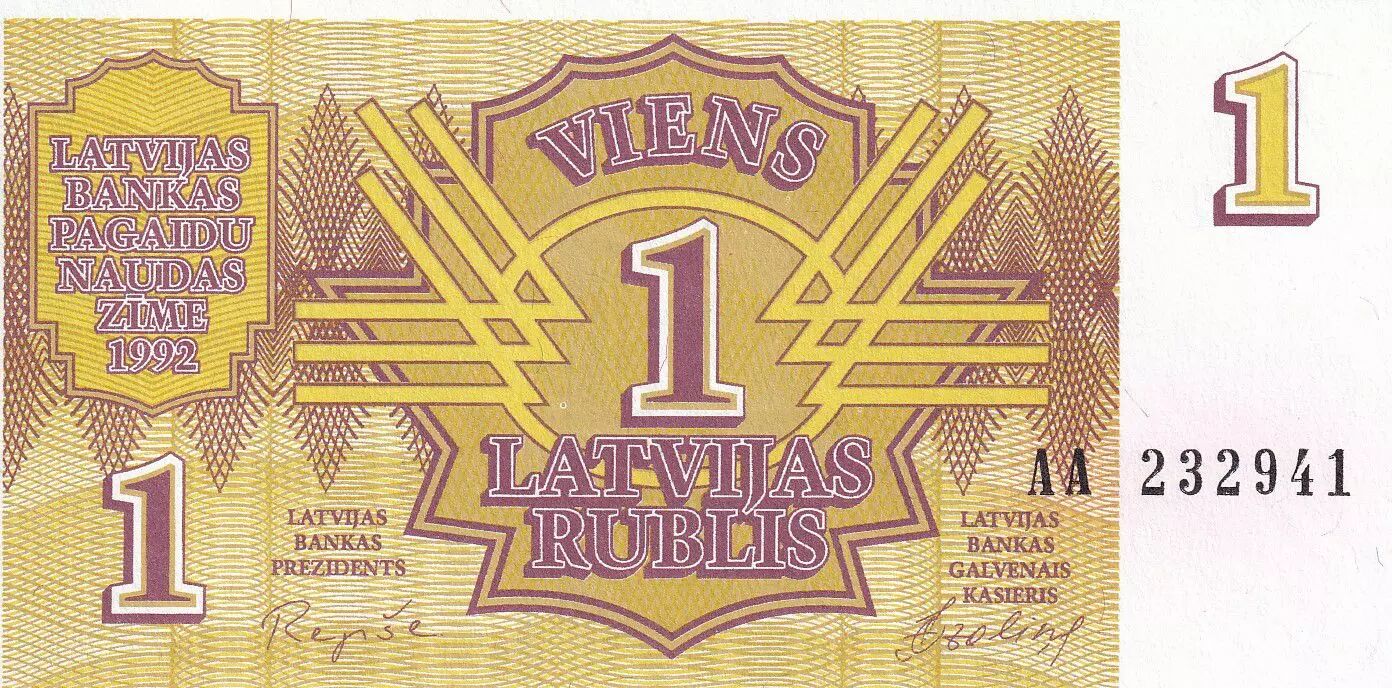 LATVIJAS
BANKAS
PAGAIDU
NAUDAS
ZĪME
1992
VIENS
1
LATVIJAS
RUBLIS
1
1
AA 232941
LATVIJAS
BANKAS
PREZIDENTS
Repše
LATVIJAS
BANKAS
GALVENAIS
KASIERIS